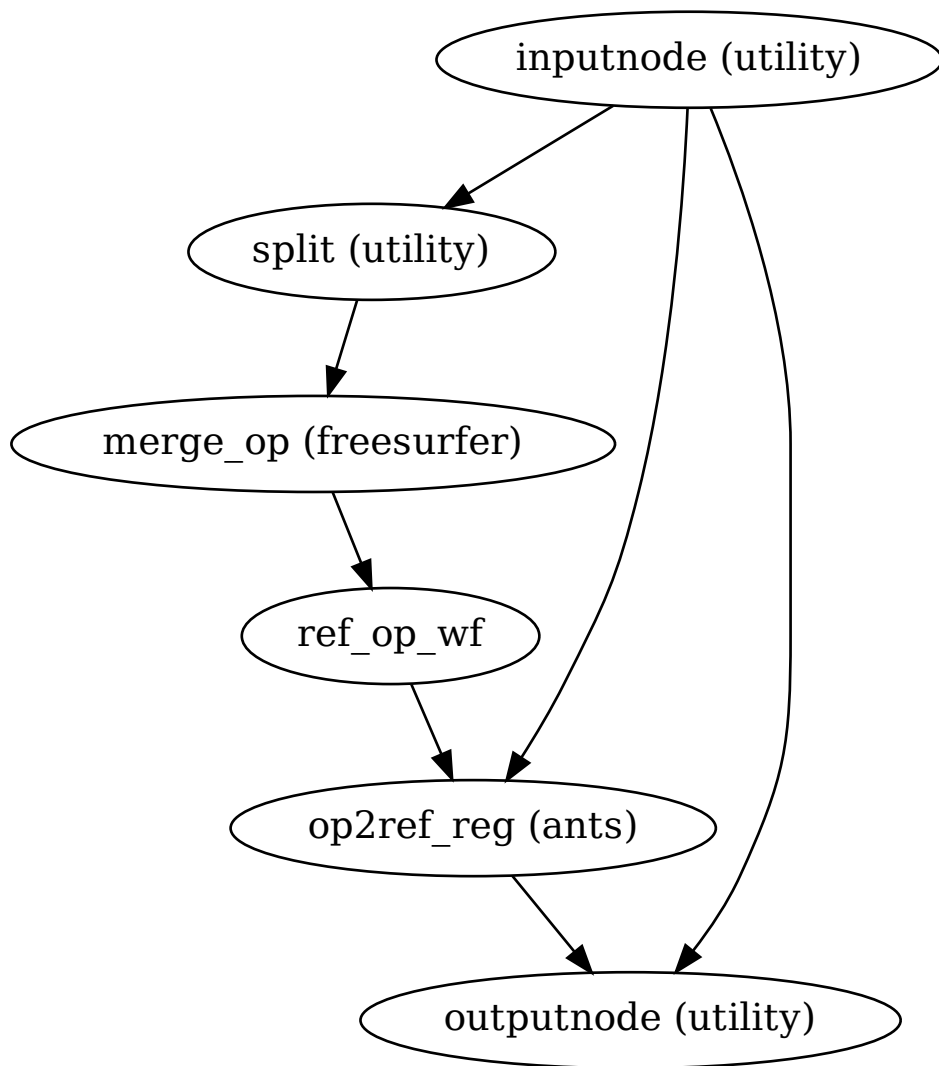 inputnode (utility)
split (utility)
merge_op (freesurfer)
ref_op_wf
op2ref_reg (ants)
outputnode (utility)